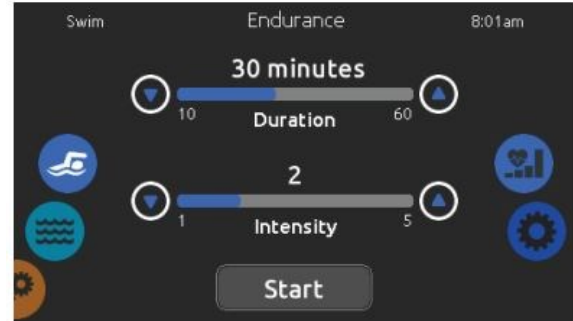 Swim Endurance 8:01am
30 minutes
10 Duration 60
2
1 Intensity 5
Start